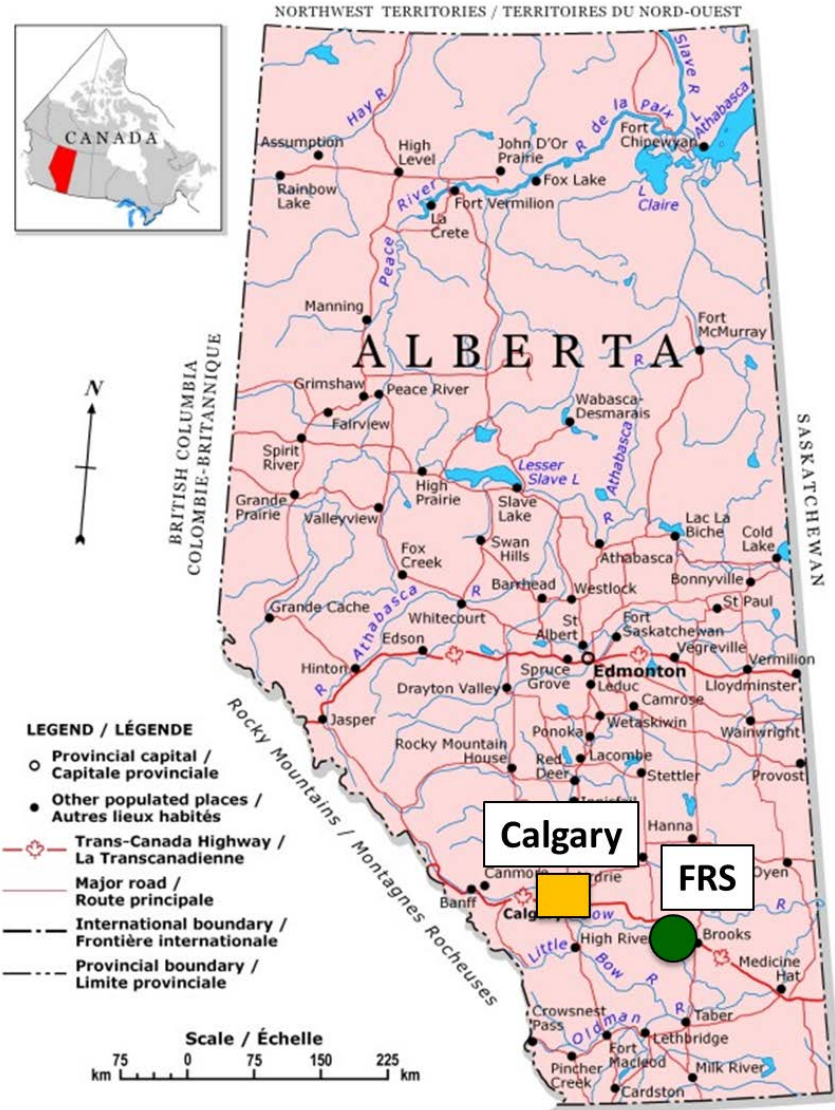 NORTHWEST TERRITORIES / TERRITOIRES DU NORD-OUEST
CANADA
Slave R
Hay R
R de la Paix
L Athabasca
Fort
Chipewyan
Assumption
High
Level
John D'Or
Prairie
Rainbow
Lake
Fox Lake
L
Claire
River
Fort Vermilion
La
Crete
Peace
Manning
Fort
McMurray
ALBERTA
R
N
BRITISH COLUMBIA
COLOMBIE-BRITANNIQUE
SASKATCHEWAN
Grimshaw
Peace River
Fairview
Wabasca-
Desmarais
Spirit
River
Athabasca
High
Prairie
Lesser
Slave L
Slave
Lake
Grande
Prairie
Valleyview
R
Lac La
Biche
Cold
Lake
Swan
Hills
Athabasca
Fox
Creek
Bonnyville
Barrhead
Westlock
St Paul
R
Grande Cache
Athabasca
Whitecourt
St
Albert
Fort
Saskatchewan
Edson
Vegreville
Vermilion
Hinton
Spruce
Grove
Edmonton
Lloydminster
R
Drayton Valley
Leduc
Camrose
Jasper
Wetaskiwin
Wainwright
Ponoka
Rocky Mountain
House
Lacombe
Red
Deer
Stettler
Provost
Rocky Mountains / Montagnes Rocheuses
Hanna
Calgary
FRS
Canmore
Oyen
Banff
R
High River
Brooks
Little
Bow
R
Medicine
Hat
Crowsnest
Pass
Oldman
R
Taber
Lethbridge
Fort
Macleod
Pincher
Creek
Milk River
Cardston
LEGEND / LÉGENDE
Provincial capital /
Capitale provinciale
Other populated places /
Autres lieux habités
Trans-Canada Highway /
La Transcanadienne
Major road /
Route principale
International boundary /
Frontière internationale
Provincial boundary /
Limite provinciale
Scale / Échelle
75 0 75 150 225
km km